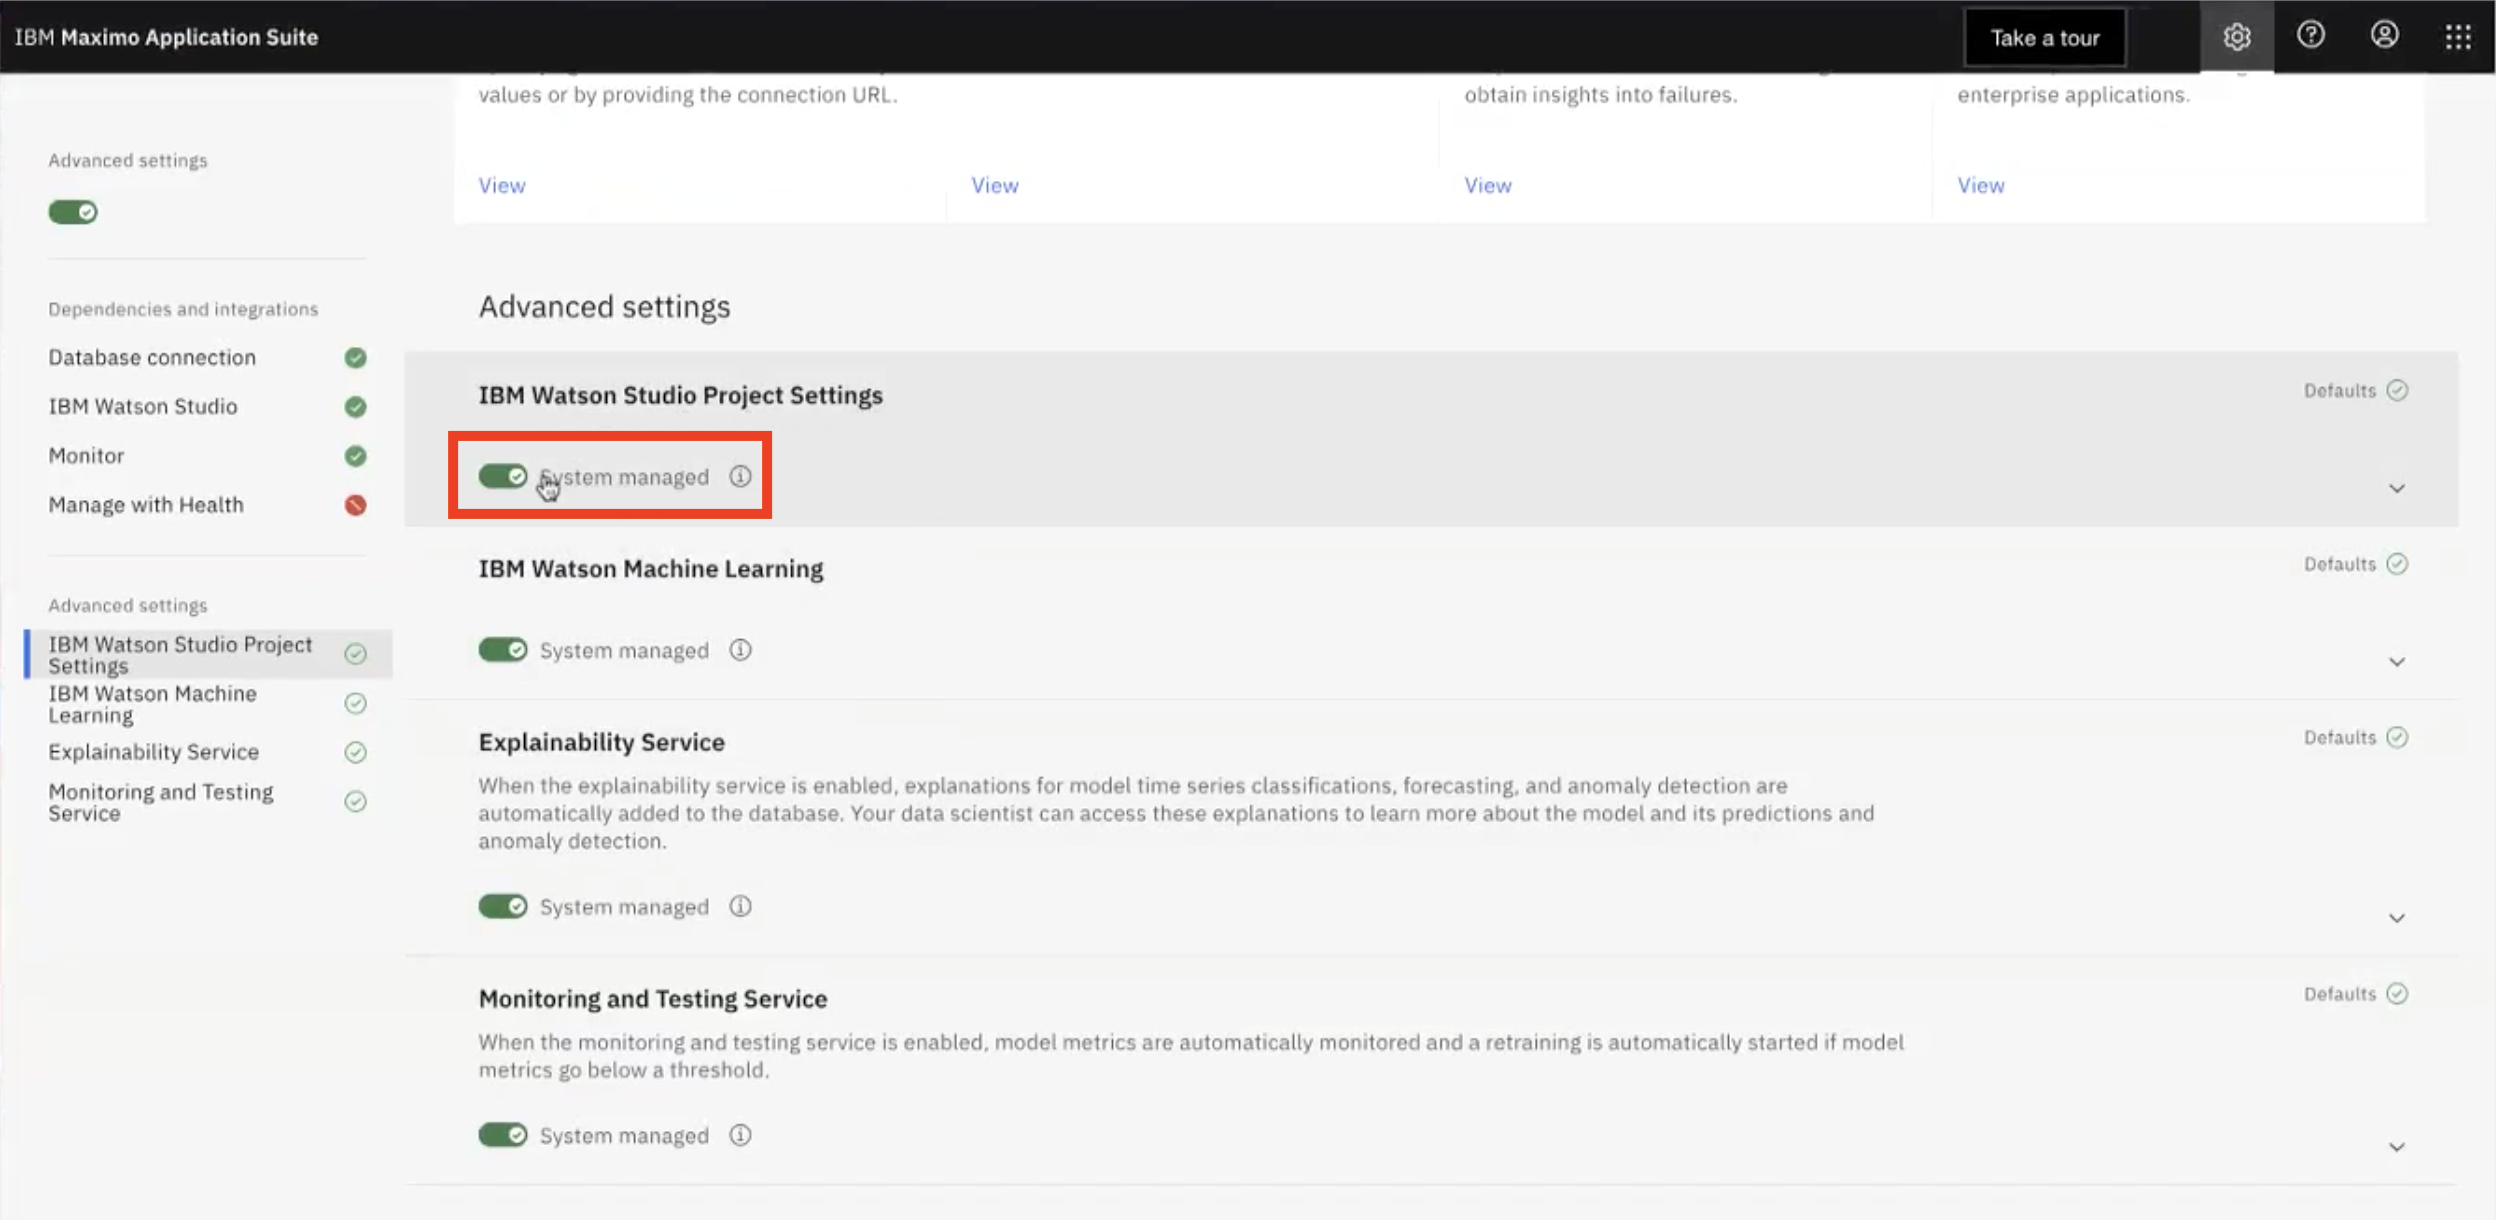 IBM Maximo Application Suite
Take a tour
values or by providing the connection URL.
obtain insights into failures.
enterprise applications.
View
View
View
View
Advanced settings
Dependencies and integrations
Database connection
IBM Watson Studio
Monitor
Manage with Health
Advanced settings
IBM Watson Studio Project
Settings
IBM Watson Machine
Learning
Explainability Service
Monitoring and Testing
Service
Advanced settings
IBM Watson Studio Project Settings
Defaults
System managed
IBM Watson Machine Learning
Defaults
System managed
Explainability Service
Defaults
When the explainability service is enabled, explanations for model time series classifications, forecasting, and anomaly detection are
automatically added to the database. Your data scientist can access these explanations to learn more about the model and its predictions and
anomaly detection.
System managed
Monitoring and Testing Service
Defaults
When the monitoring and testing service is enabled, model metrics are automatically monitored and a retraining is automatically started if model
metrics go below a threshold.
System managed